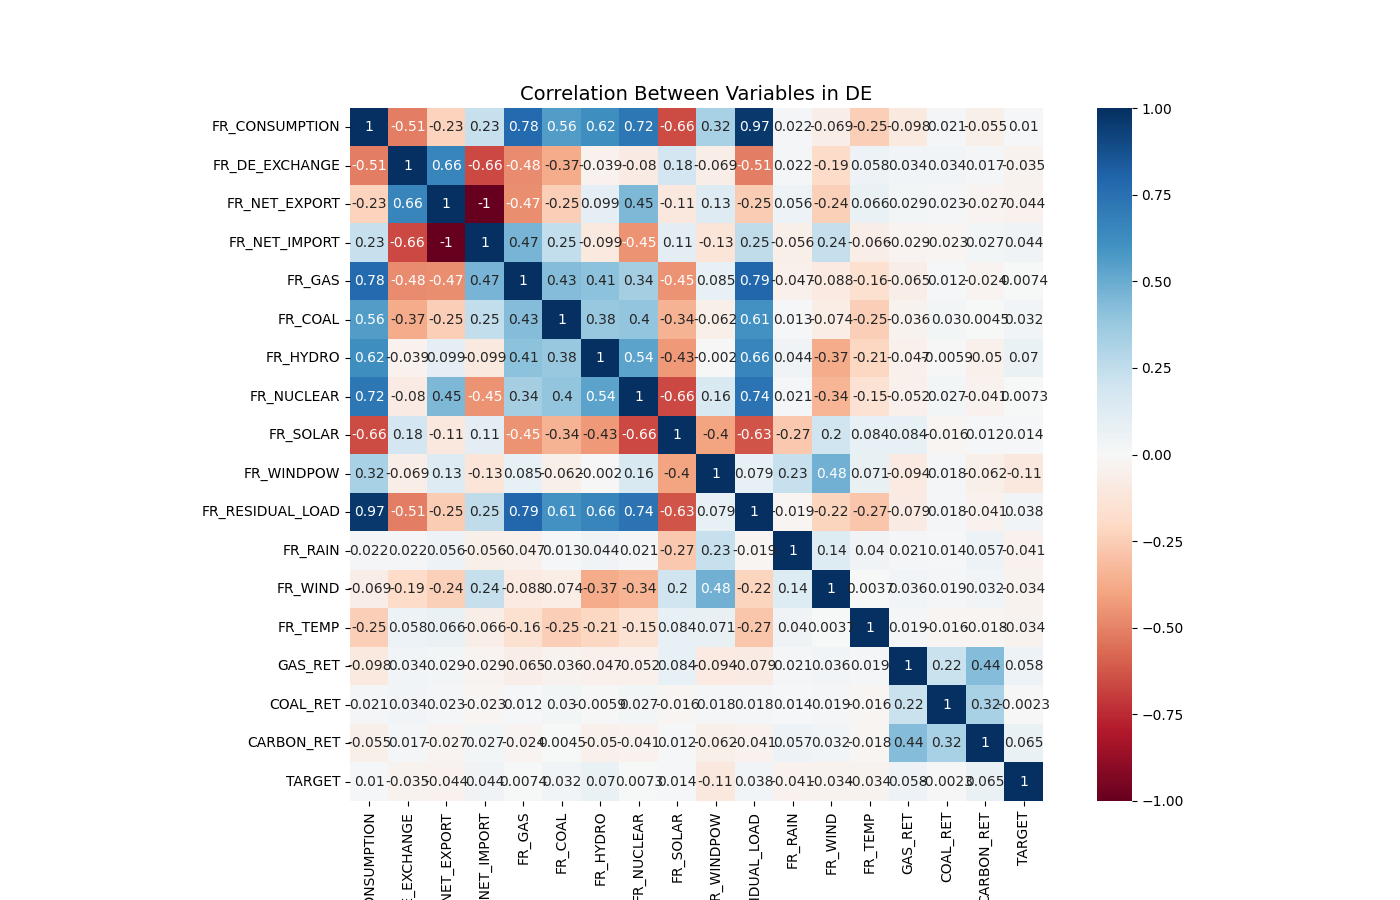 Correlation Between Variables in DE
FR_CONSUMPTION 1 -0.51 -0.23 0.23 0.78 0.56 0.62 0.72 -0.66 0.32 0.97 -0.022 -0.069 -0.25 -0.098 -0.021 -0.055 0.01
FR_DE_EXCHANGE -0.51 1 0.66 -0.66 -0.48 -0.37 -0.039 -0.08 0.18 -0.069 -0.51 0.022 -0.19 0.058 0.034 0.034 0.017 -0.035
FR_NET_EXPORT -0.23 0.66 1 -1 -0.47 -0.25 0.099 0.45 -0.11 0.13 -0.25 0.056 -0.24 0.066 0.029 0.023 -0.027 -0.044
FR_NET_IMPORT 0.23 -0.66 -1 1 0.47 0.25 -0.099 -0.45 0.11 -0.13 0.25 -0.056 0.24 -0.066 -0.029 -0.023 0.027 0.044
FR_GAS 0.78 -0.48 -0.47 0.47 1 0.43 0.41 0.34 -0.45 0.085 0.79 -0.047 -0.088 -0.16 -0.065 0.012 -0.024 0.0074
FR_COAL 0.56 -0.37 -0.25 0.25 0.43 1 0.38 0.4 -0.34 -0.062 0.61 0.013 -0.074 -0.25 -0.036 0.03 0.0045 0.032
FR_HYDRO 0.62 -0.039 0.099 -0.099 0.41 0.38 1 0.54 -0.43 -0.002 0.66 0.044 -0.37 -0.21 -0.047 -0.0059 -0.05 0.07
FR_NUCLEAR 0.72 -0.08 0.45 -0.45 0.34 0.4 0.54 1 -0.66 0.16 0.74 0.021 -0.34 -0.15 -0.052 0.027 -0.041 0.0073
FR_SOLAR -0.66 0.18 -0.11 0.11 -0.45 -0.34 -0.43 -0.66 1 -0.4 -0.63 -0.27 0.2 0.084 0.084 -0.016 0.012 0.014
FR_WINDPOW 0.32 -0.069 0.13 -0.13 0.085 -0.062 -0.002 0.16 -0.4 1 0.079 0.23 0.48 0.071 -0.094 0.018 -0.062 -0.11
FR_RESIDUAL_LOAD 0.97 -0.51 -0.25 0.25 0.79 0.61 0.66 0.74 -0.63 0.079 1 -0.019 -0.22 -0.27 -0.079 0.018 -0.041 0.038
FR_RAIN -0.022 0.022 0.056 -0.056 -0.047 0.013 0.044 0.021 -0.27 0.23 -0.019 1 0.14 0.04 0.021 0.014 0.057 -0.041
FR_WIND -0.069 -0.19 -0.24 0.24 -0.088 -0.074 -0.37 -0.34 0.2 0.48 -0.22 0.14 1 0.0037 0.036 0.019 0.032 -0.034
FR_TEMP -0.25 0.058 0.066 -0.066 -0.16 -0.25 -0.21 -0.15 0.084 0.071 -0.27 0.04 0.0037 1 0.019 -0.016 -0.018 -0.034
GAS_RET -0.098 0.034 0.029 -0.029 -0.065 -0.036 -0.047 -0.052 0.084 -0.094 -0.079 0.021 0.036 0.019 1 0.22 0.44 0.058
COAL_RET -0.021 0.034 0.023 -0.023 0.012 0.03 -0.0059 0.027 -0.016 0.018 0.018 0.014 0.019 -0.016 0.22 1 0.32 -0.0023
CARBON_RET -0.055 0.017 -0.027 0.027 -0.024 0.0045 -0.05 -0.041 0.012 -0.062 -0.041 0.057 0.032 -0.018 0.44 0.32 1 0.065
TARGET 0.01 -0.035 -0.044 0.044 0.0074 0.032 0.07 0.0073 0.014 -0.11 0.038 -0.041 -0.034 -0.034 0.058 -0.0023 0.065 1
ONSUMPTION
E_EXCHANGE
NET_EXPORT
NET_IMPORT
FR_GAS
FR_COAL
FR_HYDRO
FR_NUCLEAR
FR_SOLAR
R_WINDPOW
IDUAL_LOAD
FR_RAIN
FR_WIND
FR_TEMP
GAS_RET
COAL_RET
CARBON_RET
TARGET
1.00
0.75
0.50
0.25
0.00
−0.25
−0.50
−0.75
−1.00